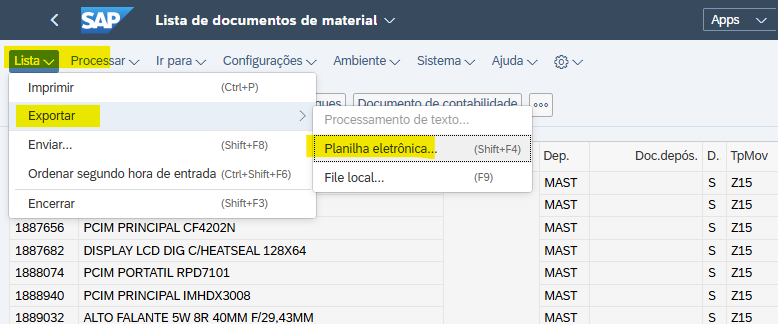 SAP Lista de documentos de material Apps
Lista Processar Ir para Configurações Ambiente Sistema Ajuda
Imprimir (Ctrl+P)
Exportar
Enviar... (Shift+F8)
Ordenar segundo hora de entrada (Ctrl+Shift+F6)
Encerrar (Shift+F3)
ques Documento de contabilidade
Processamento de texto...
Planilha eletrônica... (Shift+F4)
File local... (F9)
Dep. Doc.depós. D. TpMov
MAST S Z15
MAST S Z15
1887656 PCIM PRINCIPAL CF4202N MAST S Z15
1887682 DISPLAY LCD DIG C/HEATSEAL 128X64 MAST S Z15
1888074 PCIM PORTATIL RPD7101 MAST S Z15
1888940 PCIM PRINCIPAL IMHDX3008 MAST S Z15
1889032 ALTO FALANTE 5W 8R 40MM F/29,43MM MAST S Z15